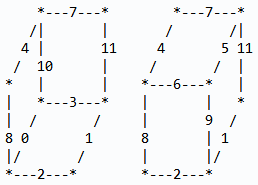 *---7---*       *---7---*
   /|       |      /       /|
  4 |      11     4       5 11
 /  10      |    /       /  |
*   |       |   *---6---*   |
|   *---3---*   |       |   *
|  /       /    |       9  /
8 0       1     8       | 1
|/       /      |       |/
*---2---*       *---2---*